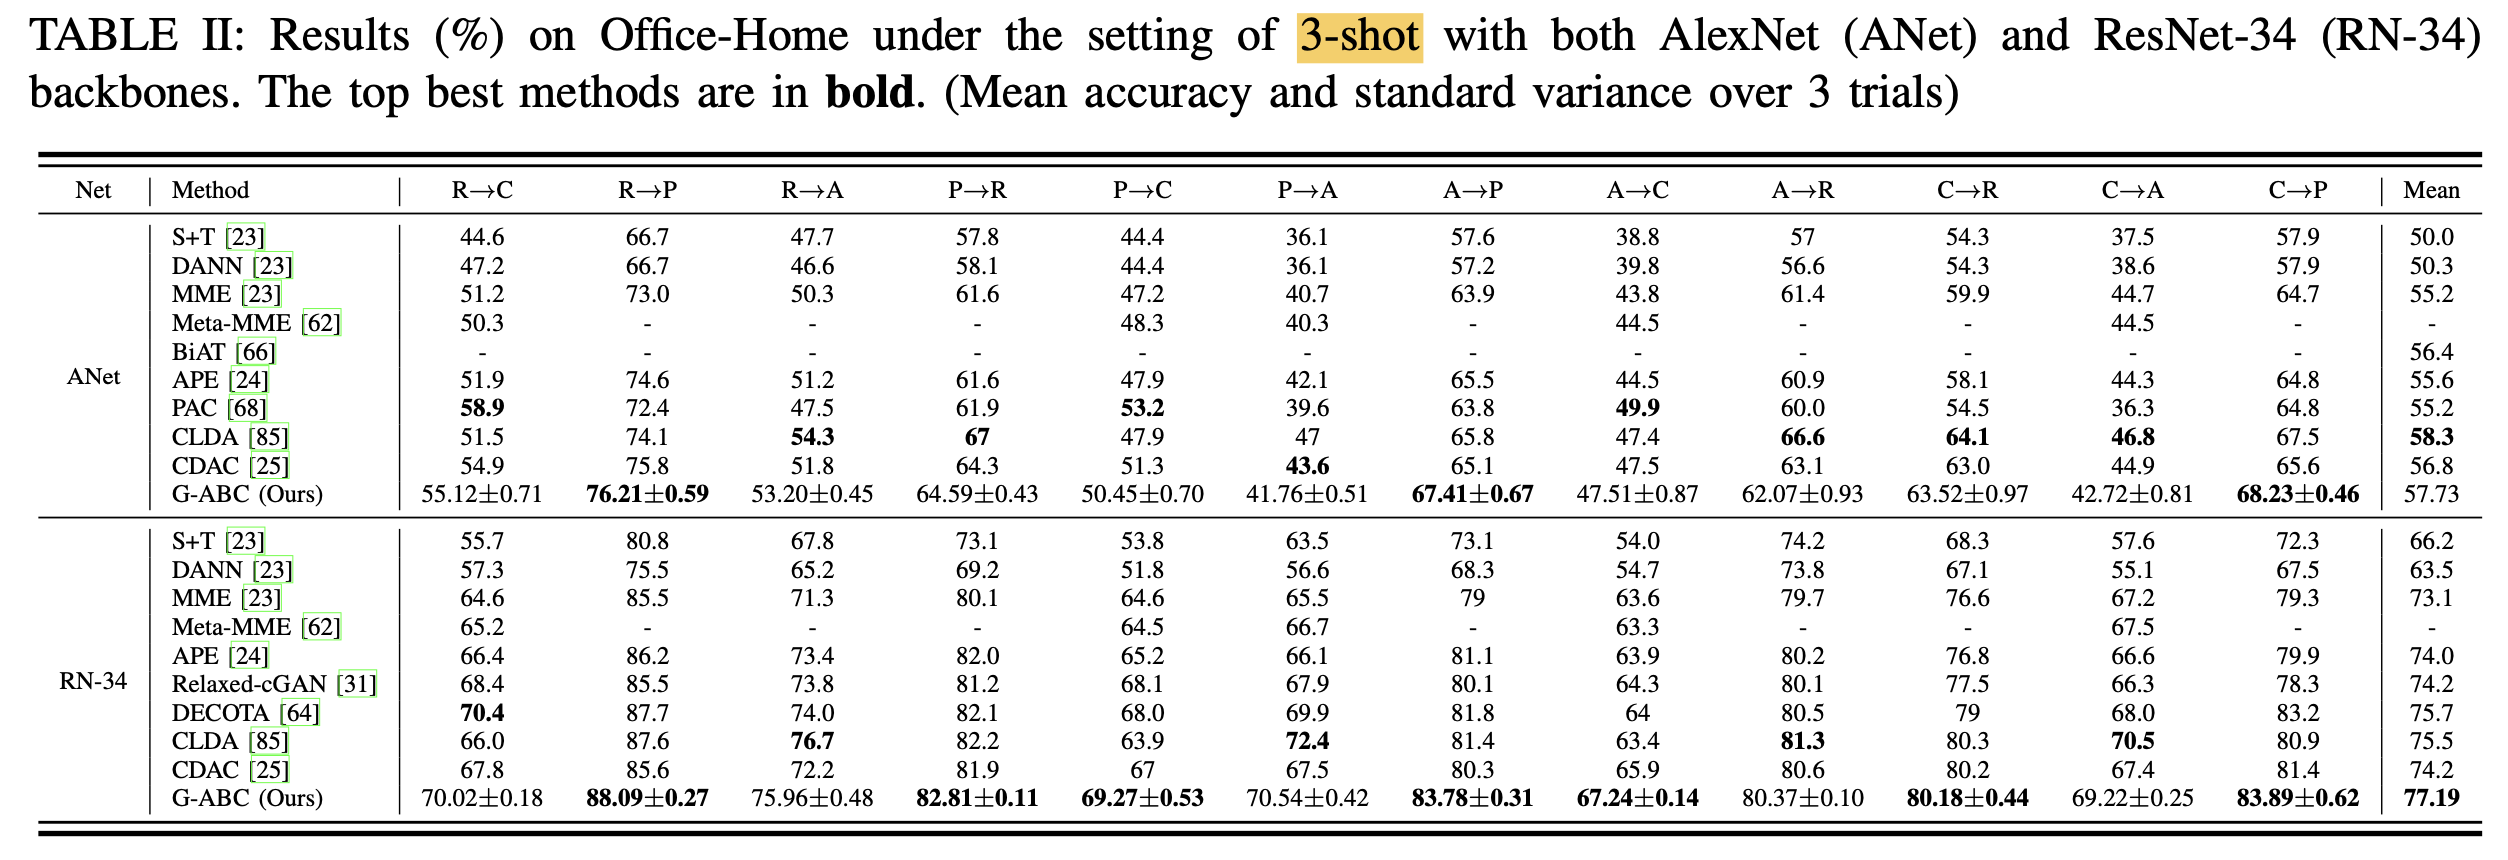 TABLE II: Results (%) on Office-Home under the setting of 3-shot with both AlexNet (ANet) and ResNet-34 (RN-34)
backbones. The top best methods are in bold. (Mean accuracy and standard variance over 3 trials)
Net Method R→C R→P R→A P→R P→C P→A A→P A→C A→R C→R C→A C→P Mean
S+T [23] 44.6 66.7 47.7 57.8 44.4 36.1 57.6 38.8 57 54.3 37.5 57.9 50.0
DANN [23] 47.2 66.7 46.6 58.1 44.4 36.1 57.2 39.8 56.6 54.3 38.6 57.9 50.3
MME [23] 51.2 73.0 50.3 61.6 47.2 40.7 63.9 43.8 61.4 59.9 44.7 64.7 55.2
Meta-MME [62] 50.3 - - - 48.3 40.3 - 44.5 - - 44.5 - -
BiAT [66] - - - - - - - - - - - - 56.4
ANet
APE [24] 51.9 74.6 51.2 61.6 47.9 42.1 65.5 44.5 60.9 58.1 44.3 64.8 55.6
PAC [68] 58.9 72.4 47.5 61.9 53.2 39.6 63.8 49.9 60.0 54.5 36.3 64.8 55.2
CLDA [85] 51.5 74.1 54.3 67 47.9 47 65.8 47.4 66.6 64.1 46.8 67.5 58.3
CDAC [25] 54.9 75.8 51.8 64.3 51.3 43.6 65.1 47.5 63.1 63.0 44.9 65.6 56.8
G-ABC (Ours) 55.12±0.71 76.21±0.59 53.20±0.45 64.59±0.43 50.45±0.70 41.76±0.51 67.41±0.67 47.51±0.87 62.07±0.93 63.52±0.97 42.72±0.81 68.23±0.46 57.73
S+T [23] 55.7 80.8 67.8 73.1 53.8 63.5 73.1 54.0 74.2 68.3 57.6 72.3 66.2
DANN [23] 57.3 75.5 65.2 69.2 51.8 56.6 68.3 54.7 73.8 67.1 55.1 67.5 63.5
MME [23] 64.6 85.5 71.3 80.1 64.6 65.5 79 63.6 79.7 76.6 67.2 79.3 73.1
Meta-MME [62] 65.2 - - - 64.5 66.7 - 63.3 - - 67.5 - -
APE [24] 66.4 86.2 73.4 82.0 65.2 66.1 81.1 63.9 80.2 76.8 66.6 79.9 74.0
RN-34
Relaxed-cGAN [31] 68.4 85.5 73.8 81.2 68.1 67.9 80.1 64.3 80.1 77.5 66.3 78.3 74.2
DECOTA [64] 70.4 87.7 74.0 82.1 68.0 69.9 81.8 64 80.5 79 68.0 83.2 75.7
CLDA [85] 66.0 87.6 76.7 82.2 63.9 72.4 81.4 63.4 81.3 80.3 70.5 80.9 75.5
CDAC [25] 67.8 85.6 72.2 81.9 67 67.5 80.3 65.9 80.6 80.2 67.4 81.4 74.2
G-ABC (Ours) 70.02±0.18 88.09±0.27 75.96±0.48 82.81±0.11 69.27±0.53 70.54±0.42 83.78±0.31 67.24±0.14 80.37±0.10 80.18±0.44 69.22±0.25 83.89±0.62 77.19